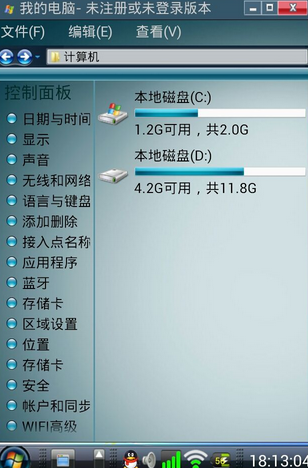 我的电脑- 未注册或未登录版本
文件(F) 编辑(E) 查看(V)
计算机
控制面板
日期与时间
显示
声音
无线和网络
语言与键盘
添加删除
接入点名称
应用程序
蓝牙
存储卡
区域设置
位置
存储卡
安全
帐户和同步
WIFI高级
本地磁盘(C:)
1.2G可用，共2.0G
本地磁盘(D:)
4.2G可用，共11.8G
18:13:04